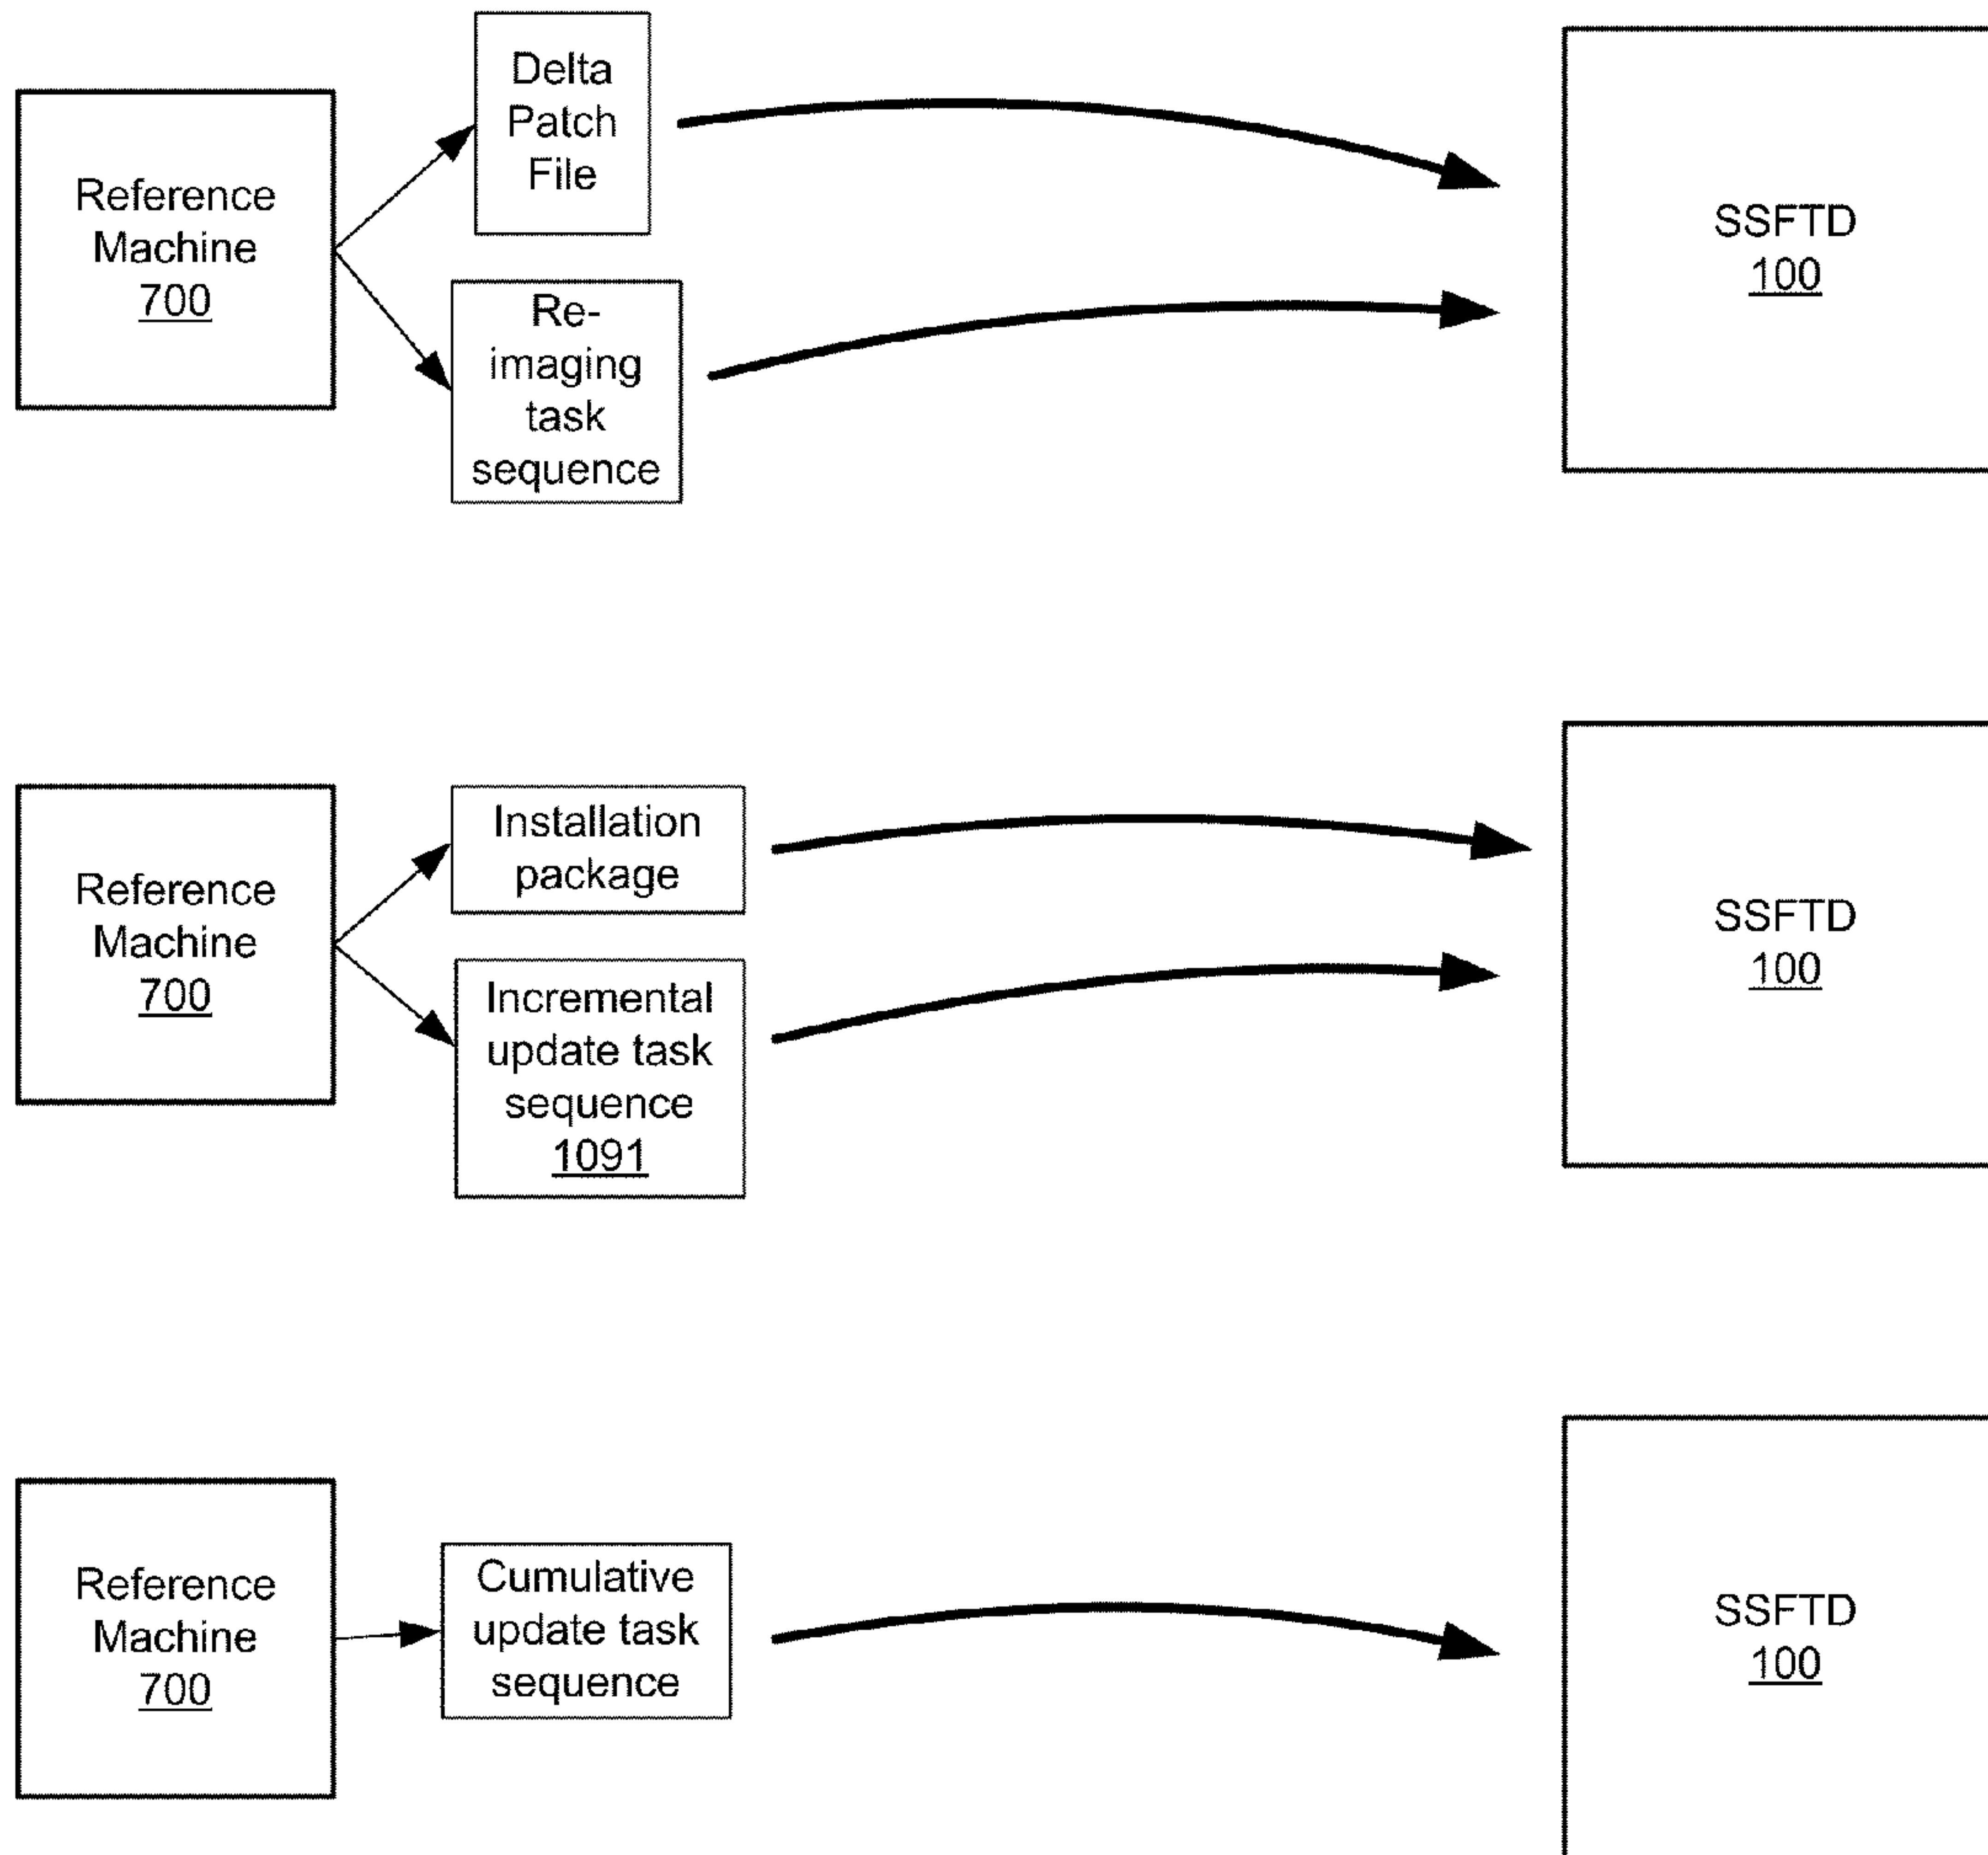 Reference
Machine
700
Delta
Patch
File
Re-
imaging
task
sequence
SSFTD
100
Reference
Machine
700
Installation
package
Incremental
update task
sequence
1091
SSFTD
100
Reference
Machine
700
Cumulative
update task
sequence
SSFTD
100